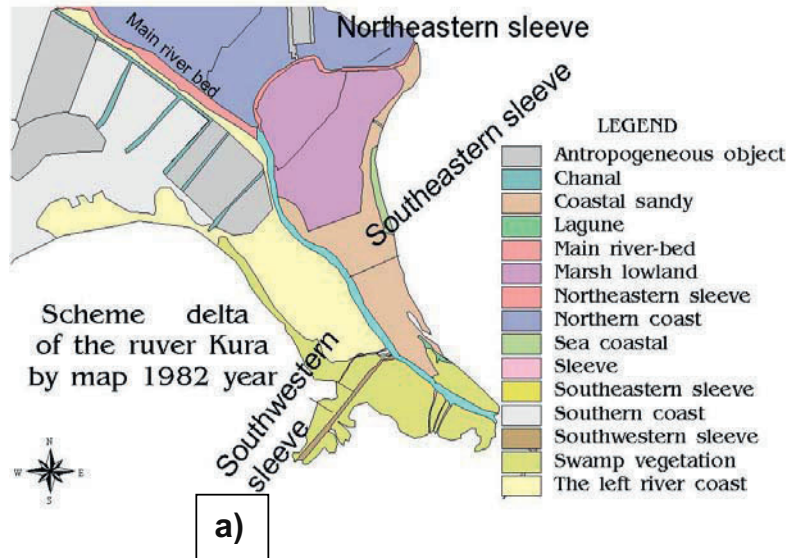 Northeastern sleeve
Main river bed
Southeastern sleeve
Scheme delta
of the ruver Kura
by map 1982 year
Southwestern
sleeve
N
W
E
S
a)
LEGEND
Antropogeneous object
Chanal
Coastal sandy
Lagune
Main river-bed
Marsh lowland
Northeastern sleeve
Northern coast
Sea coastal
Sleeve
Southeastern sleeve
Southern coast
Southwestern sleeve
Swamp vegetation
The left river coast